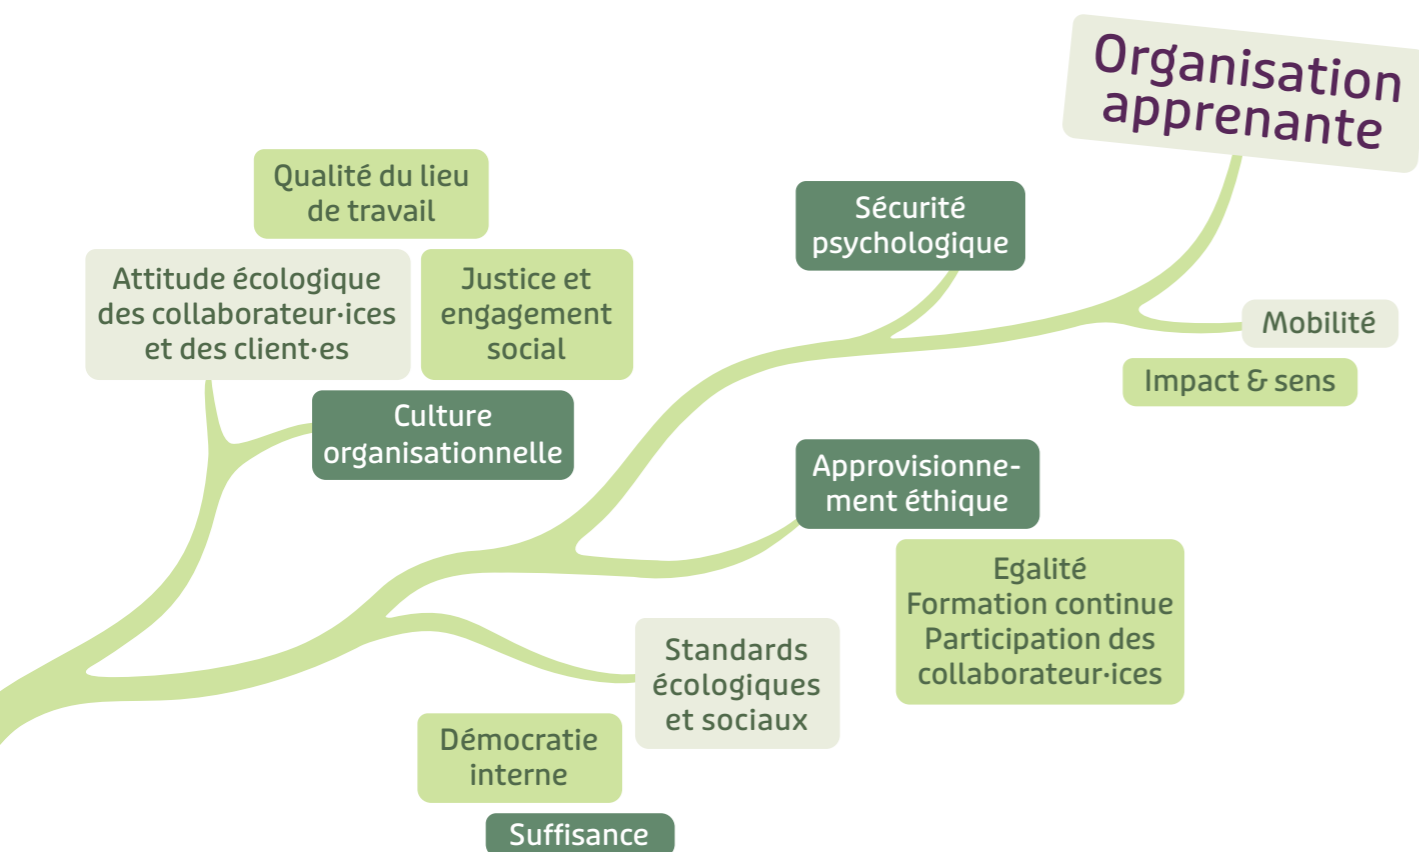 Organisation
apprenante
Qualité du lieu
de travail
Sécurité
psychologique
Attitude écologique
des collaborateur·ices
et des client·es
Justice et
engagement
social
Mobilité
Impact & sens
Culture
organisationnelle
Approvisionne-
ment éthique
Egalité
Formation continue
Participation des
collaborateur·ices
Standards
écologiques
et sociaux
Démocratie
interne
Suffisance